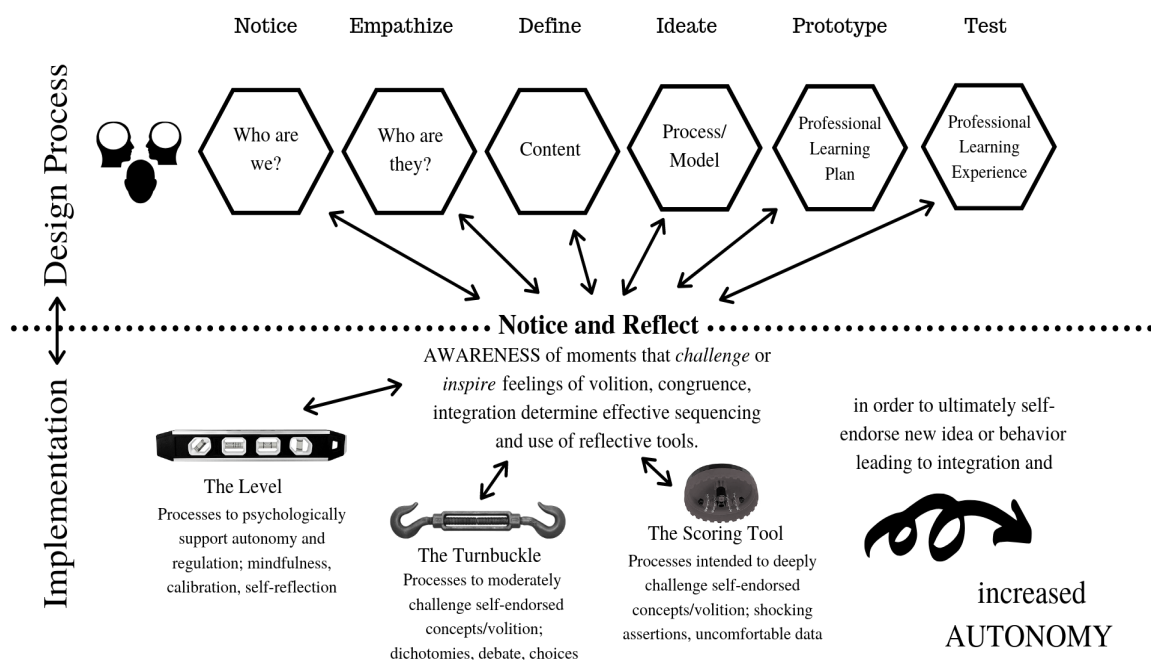 Notice
Empathize
Define
Ideate
Prototype
Test
Design Process
Who are
we?
Who are
they?
Content
Process/
Model
Professional
Learning
Plan
Professional
Learning
Experience
Notice and Reflect
Implementation
AWARENESS of moments that challenge or
inspire feelings of volition, congruence,
integration determine effective sequencing
and use of reflective tools.
The Level
Processes to psychologically
support autonomy and
regulation; mindfulness,
calibration, self-reflection
The Turnbuckle
Processes to moderately
challenge self-endorsed
concepts/volition;
dichotomies, debate, choices
The Scoring Tool
Processes intended to deeply
challenge self-endorsed
concepts/volition; shocking
assertions, uncomfortable data
in order to ultimately self-
endorse new idea or behavior
leading to integration and
increased
AUTONOMY